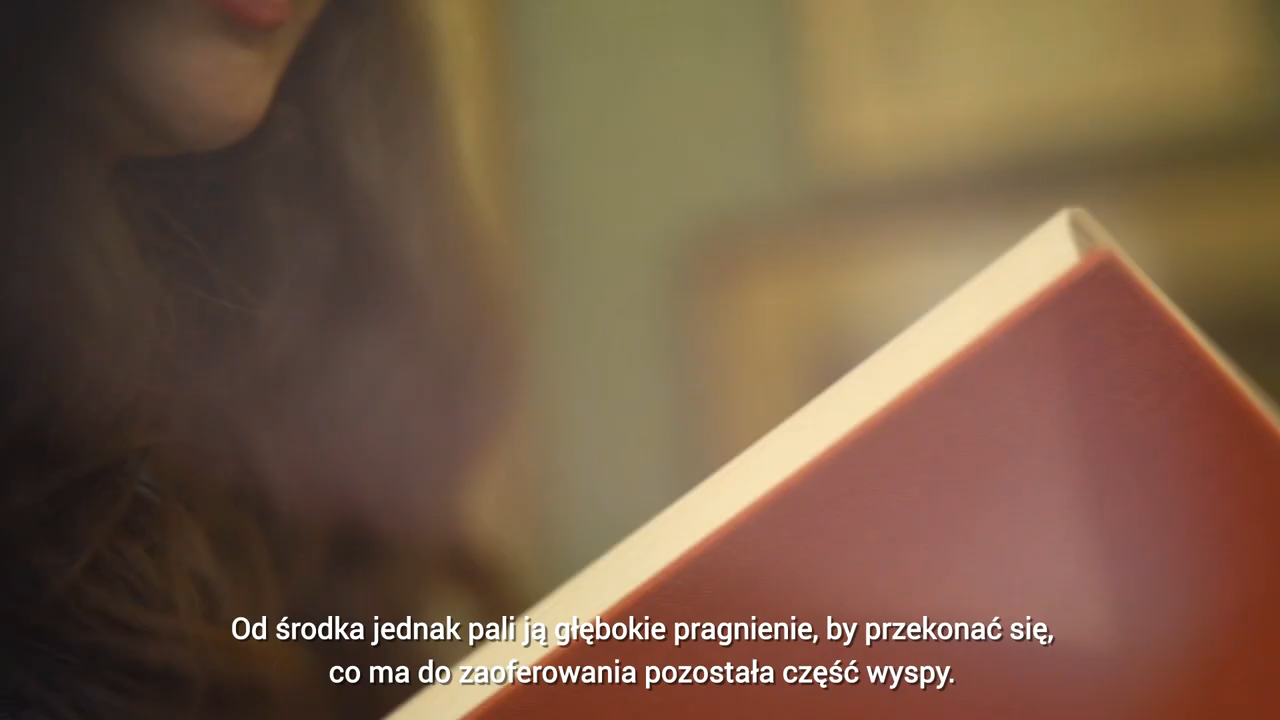 Od środka jednak pali ją głębokie pragnienie, by przekonać się,
co ma do zaoferowania pozostała część wyspy.